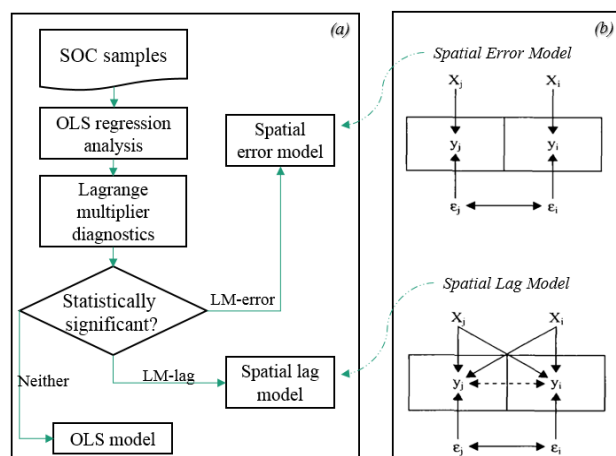 (a)
SOC samples
OLS regression
analysis
Lagrange
multiplier
diagnostics
Statistically
significant?
LM-error
Spatial
error model
LM-lag
Spatial lag
model
Neither
OLS model
(b)
Spatial Error Model
Xj Xi
yj yi
εj εi
Spatial Lag Model
Xj Xi
yj yi
εj εi